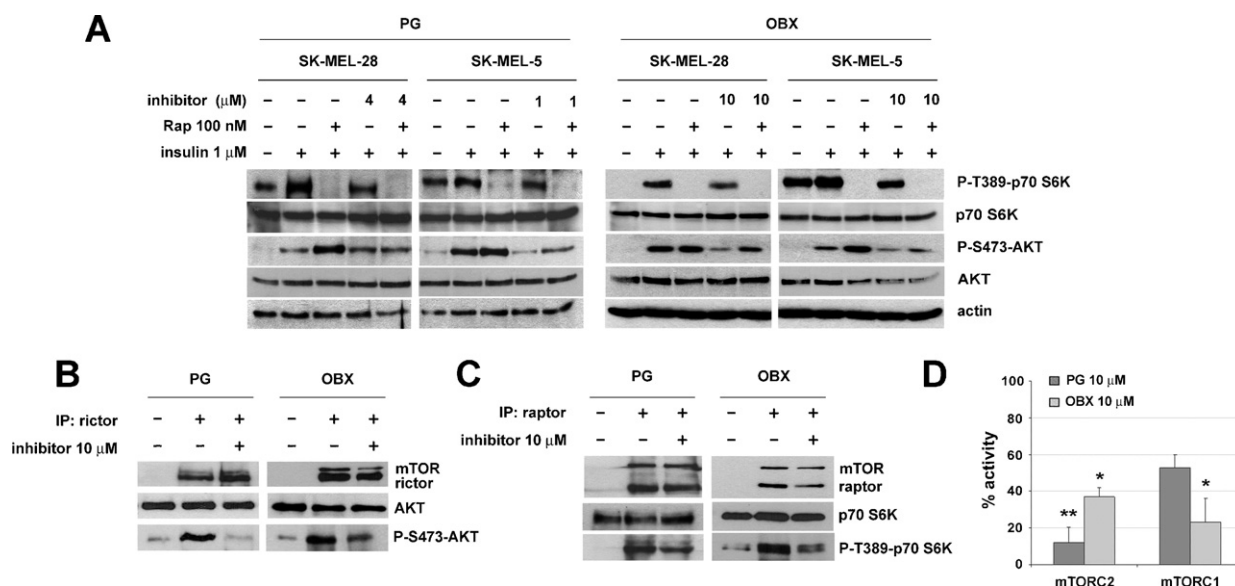 A
PG OBX
SK-MEL-28 SK-MEL-5 SK-MEL-28 SK-MEL-5
inhibitor (μM) – – – 4 4 – – – 1 1 – – – 10 10 – – – 10 10
Rap 100 nM – – + – + – – + – + – – + – + – – + – +
insulin 1 μM – + + + + – + + + + – + + + + – + + + +
P-T389-p70 S6K
p70 S6K
P-S473-AKT
AKT
actin
B
PG OBX
IP: rictor – + + – + +
inhibitor 10 μM – – + – – +
mTOR
rictor
AKT
P-S473-AKT
C
PG OBX
IP: raptor – + + – + +
inhibitor 10 μM – – + – – +
mTOR
raptor
p70 S6K
P-T389-p70 S6K
D
PG 10 μM
OBX 10 μM
% activity
100
80
60
40
20
0
** * *
mTORC2 mTORC1